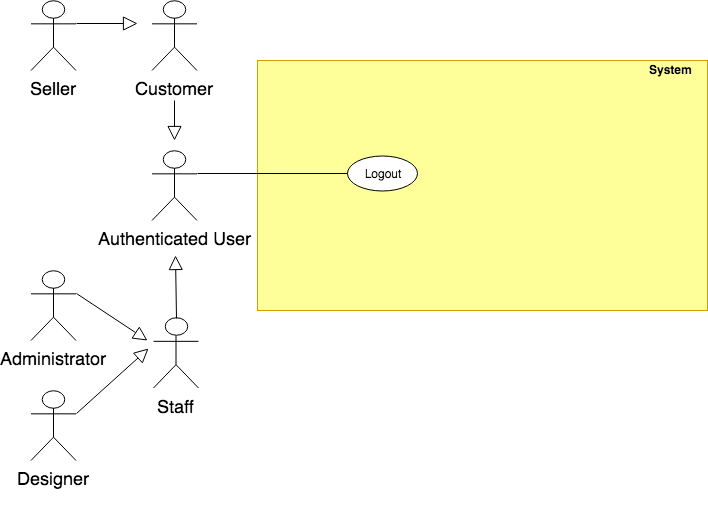 Seller
Customer
System
Logout
Authenticated User
Administrator
Staff
Designer